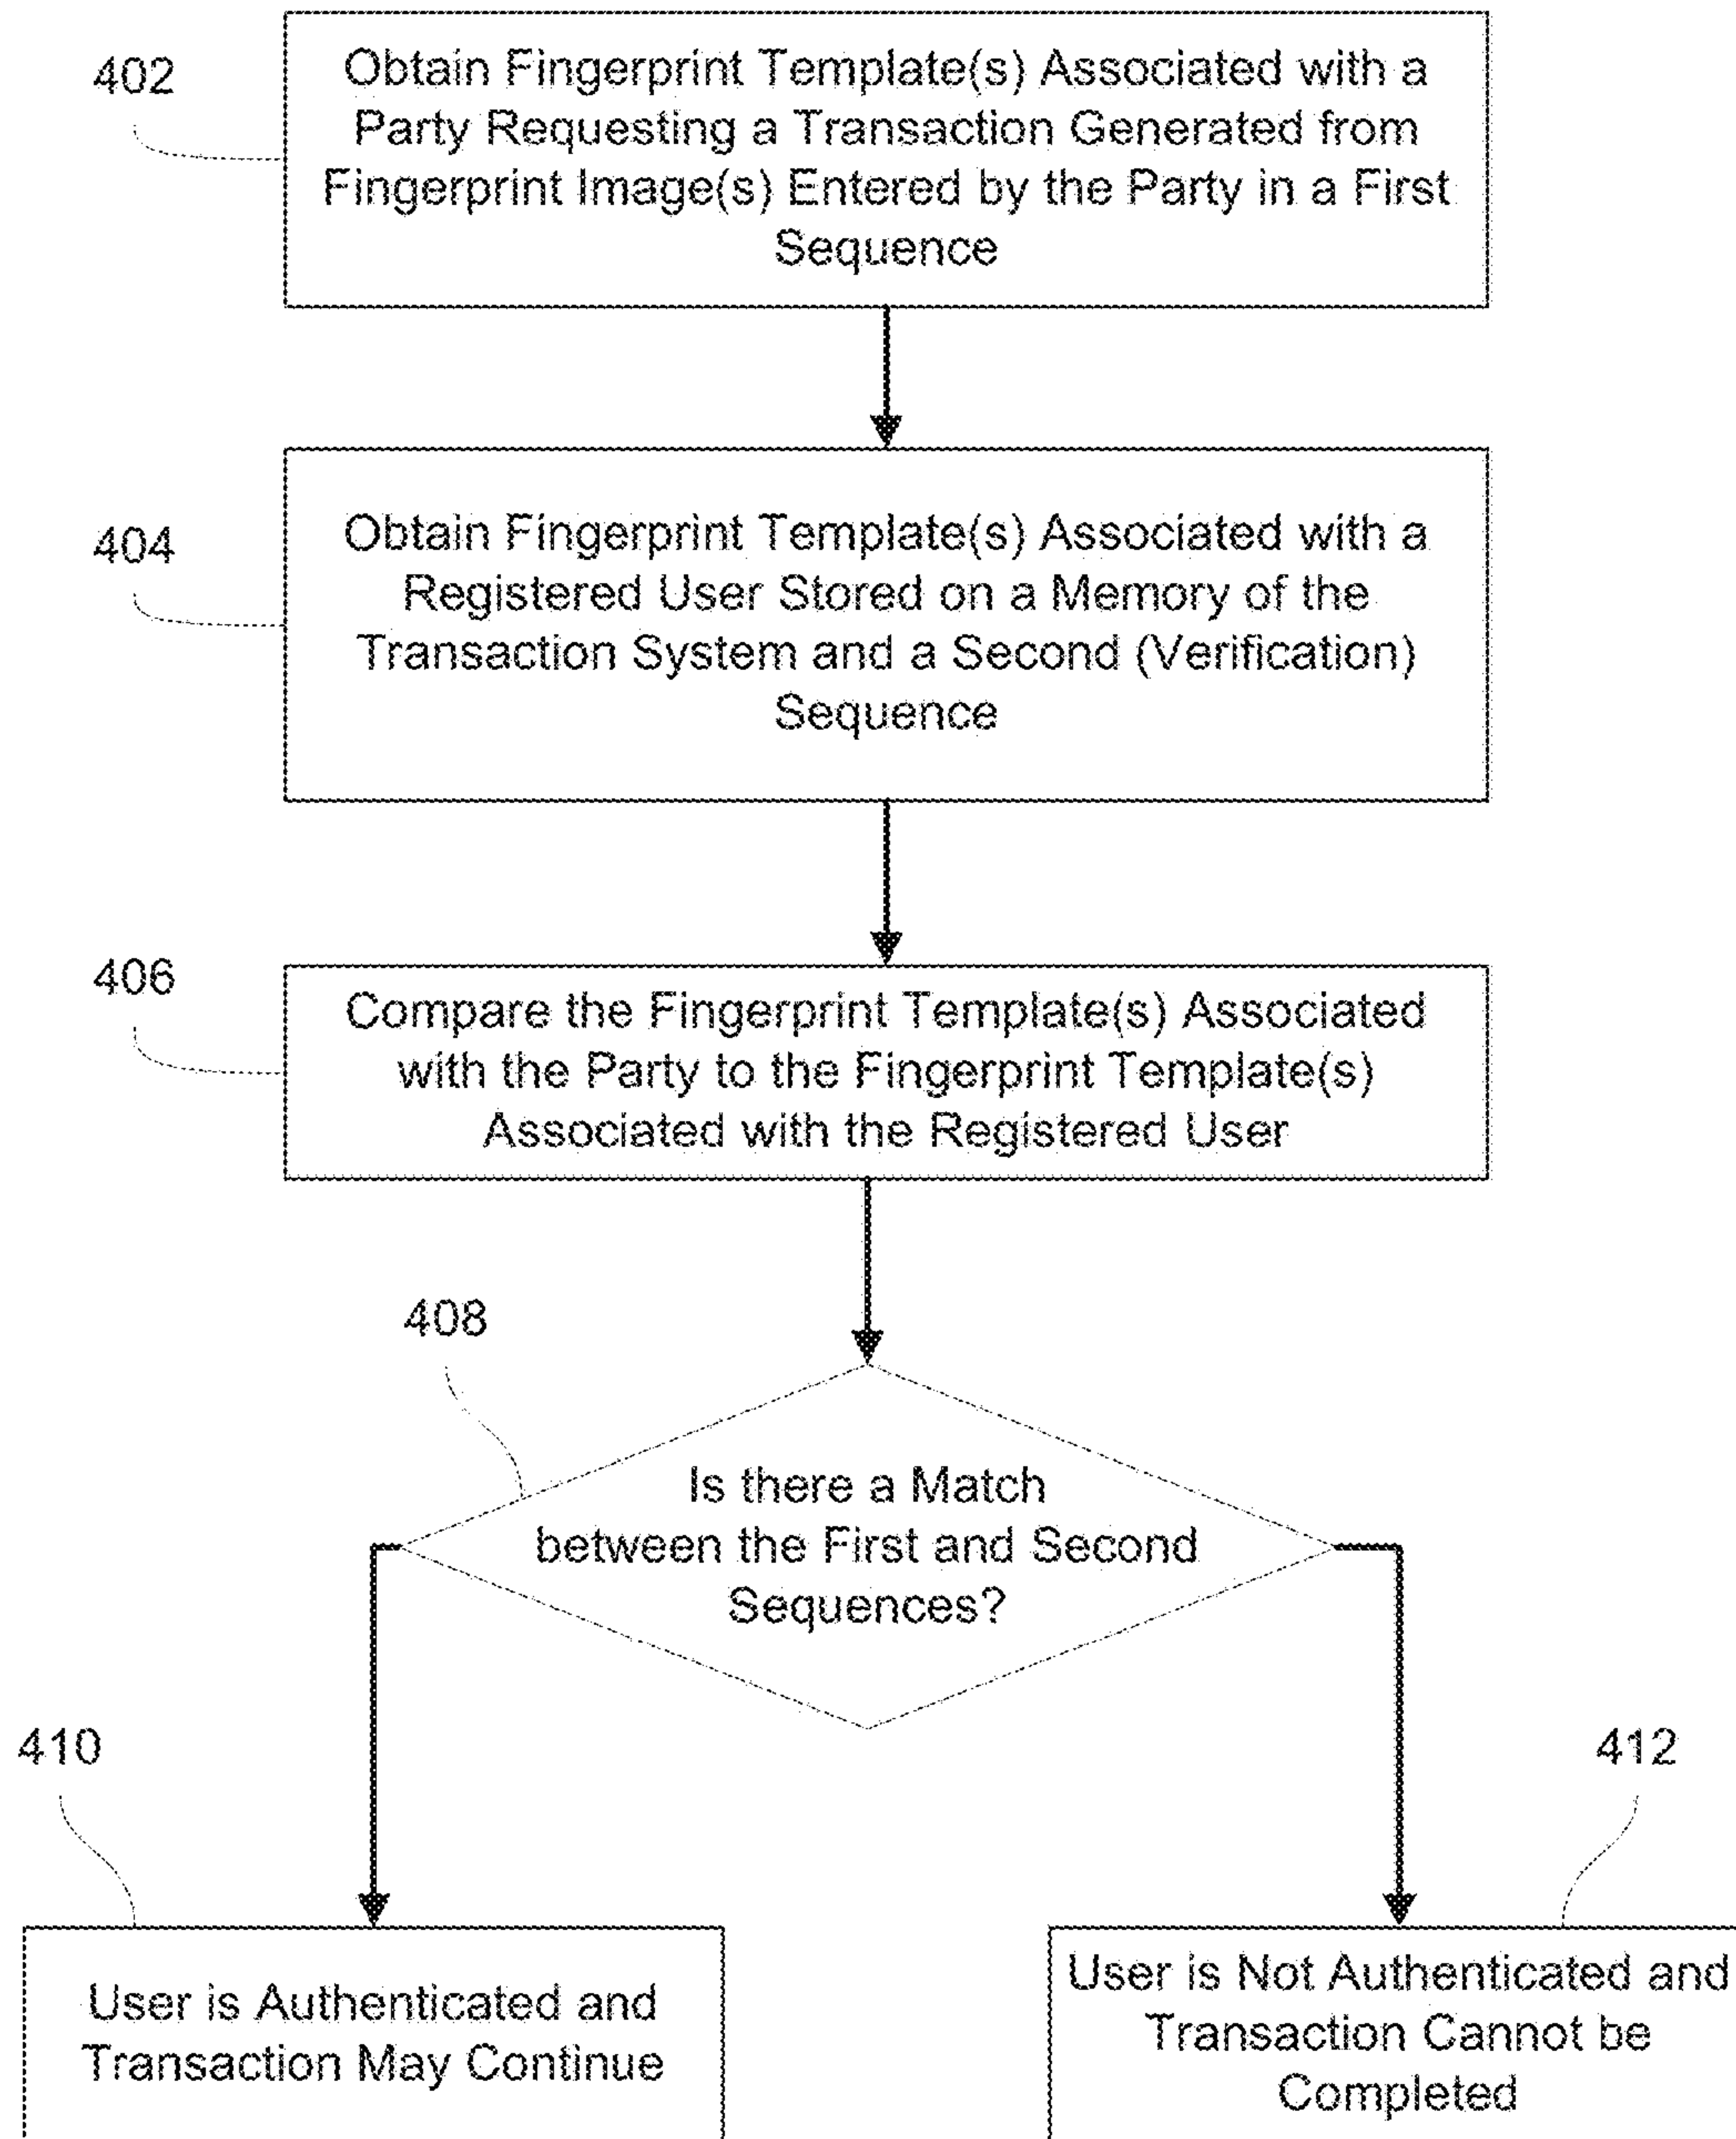 402
Obtain Fingerprint Template(s) Associated with a
Party Requesting a Transaction Generated from
Fingerprint Image(s) Entered by the Party in a First
Sequence
404
Obtain Fingerprint Template(s) Associated with a
Registered User Stored on a Memory of the
Transaction System and a Second (Verification)
Sequence
406
Compare the Fingerprint Template(s) Associated
with the Party to the Fingerprint Template(s)
Associated with the Registered User
408
Is there a Match
between the First and Second
Sequences?
410
User is Authenticated and
Transaction May Continue
412
User is Not Authenticated and
Transaction Cannot be
Completed